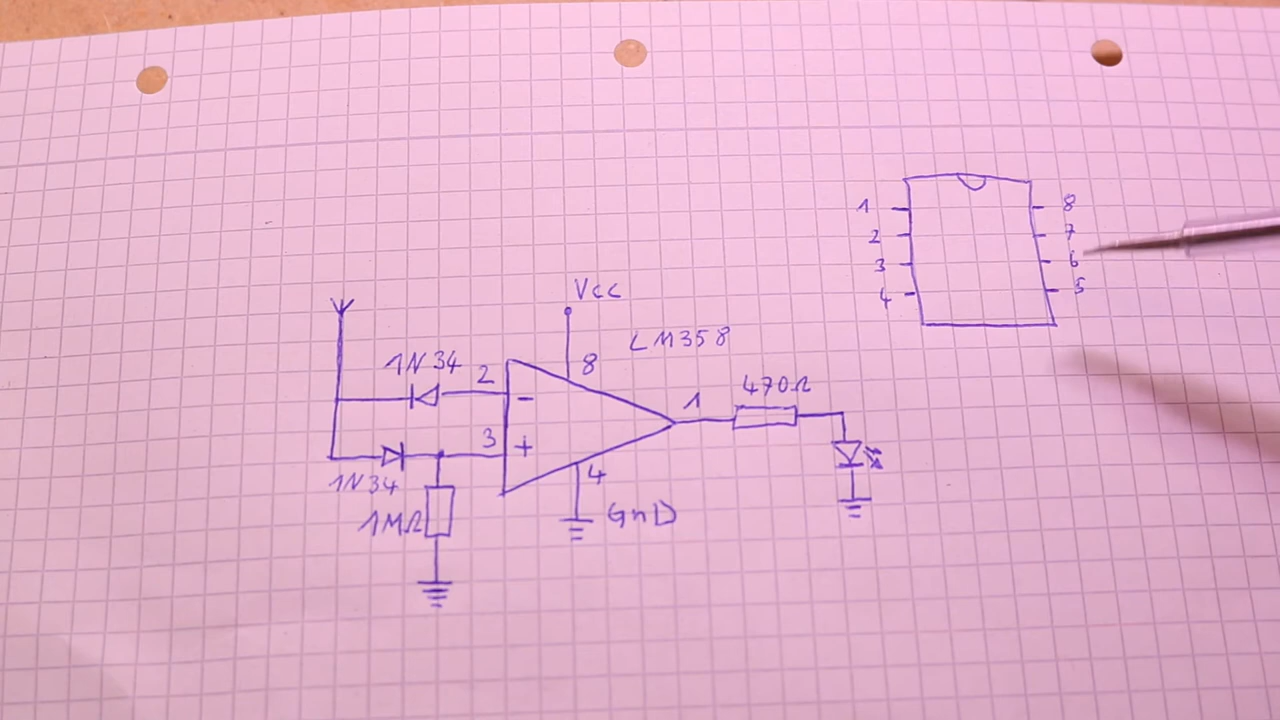 1 8
2 7
3 6
4 5
Vcc
LM358
8
1N34 2
-
1 470Ω
3 +
1N34
4
1MΩ
GnD